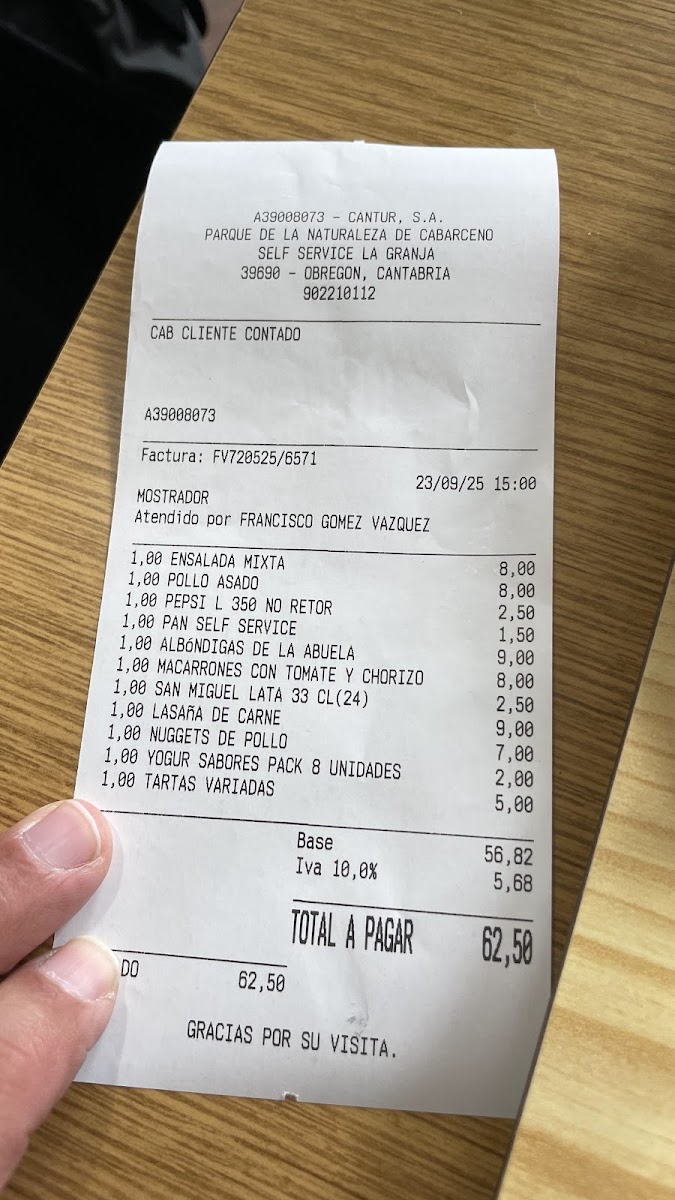 A39008073 - CANTUR, S.A.
PARQUE DE LA NATURALEZA DE CABARCENO
SELF SERVICE LA GRANJA
39690 - OBREGON, CANTABRIA
902210112
CAB CLIENTE CONTADO
A39008073
Factura: FV720525/6571
23/09/25 15:00
MOSTRADOR
Atendido por FRANCISCO GOMEZ VAZQUEZ
1,00 ENSALADA MIXTA 8,00
1,00 POLLO ASADO 8,00
1,00 PEPSI L 350 NO RETOR 2,50
1,00 PAN SELF SERVICE 1,50
1,00 ALBóNDIGAS DE LA ABUELA 9,00
1,00 MACARRONES CON TOMATE Y CHORIZO 8,00
1,00 SAN MIGUEL LATA 33 CL(24) 2,50
1,00 LASAñA DE CARNE 9,00
1,00 NUGGETS DE POLLO 7,00
1,00 YOGUR SABORES PACK 8 UNIDADES 2,00
1,00 TARTAS VARIADAS 5,00
Base 56,82
Iva 10,0% 5,68
TOTAL A PAGAR 62,50
DO 62,50
GRACIAS POR SU VISITA.